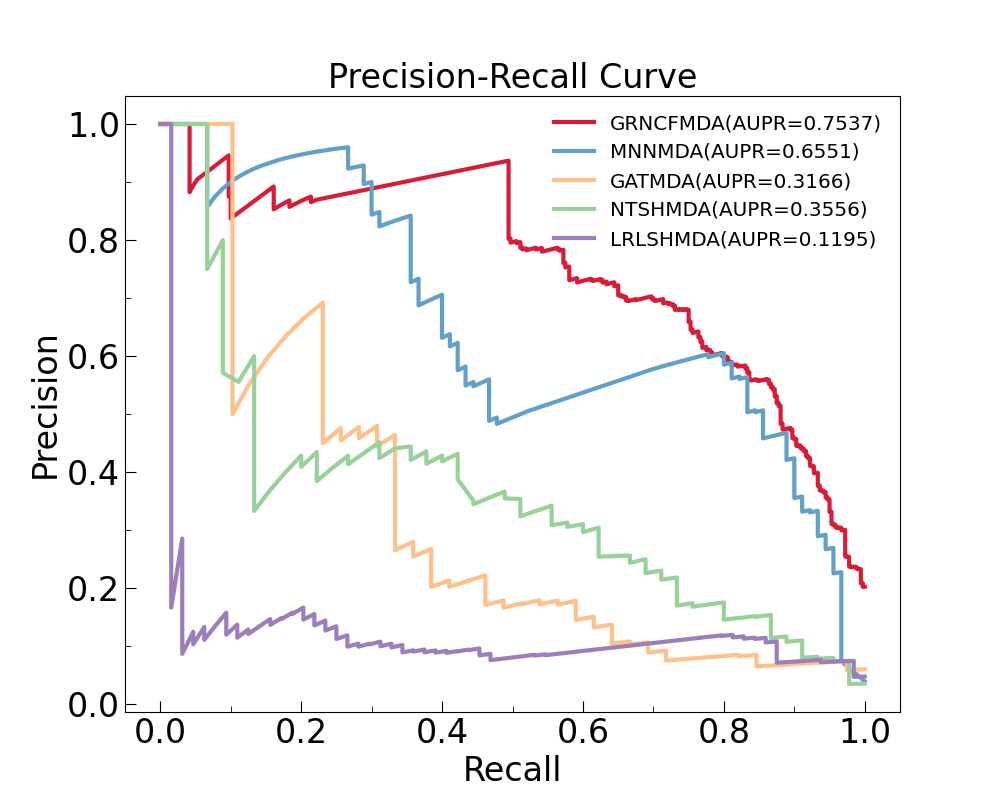 Precision-Recall Curve
GRNCFMDA(AUPR=0.7537)
MNNMDA(AUPR=0.6551)
GATMDA(AUPR=0.3166)
NTSHMDA(AUPR=0.3556)
LRLSHMDA(AUPR=0.1195)
Precision
1.0
0.8
0.6
0.4
0.2
0.0
0.0 0.2 0.4 0.6 0.8 1.0
Recall